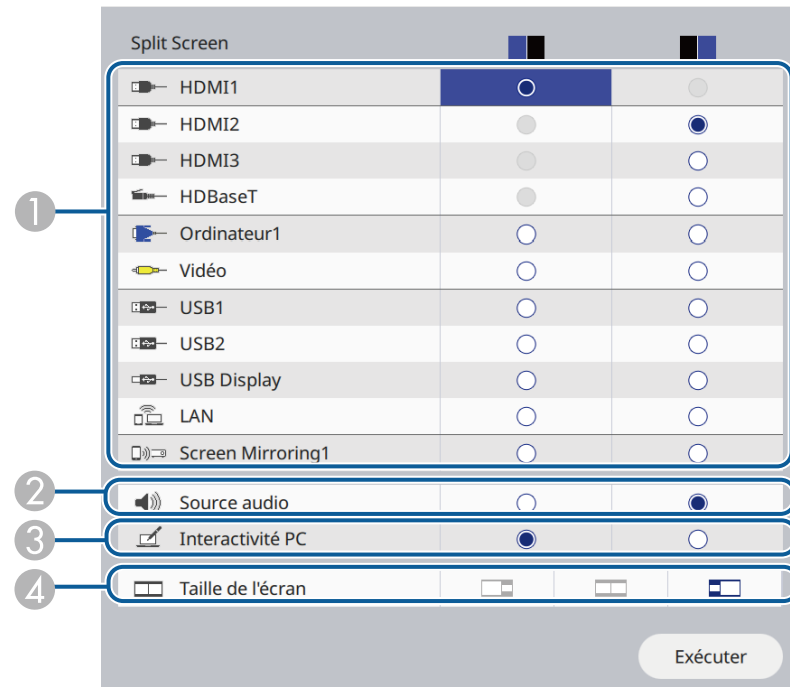 Split Screen
HDMI1
HDMI2
HDMI3
HDBaseT
1
Ordinateur1
Vidéo
USB1
USB2
USB Display
LAN
Screen Mirroring1
2
Source audio
3
Interactivité PC
4
Taille de l'écran
Exécuter